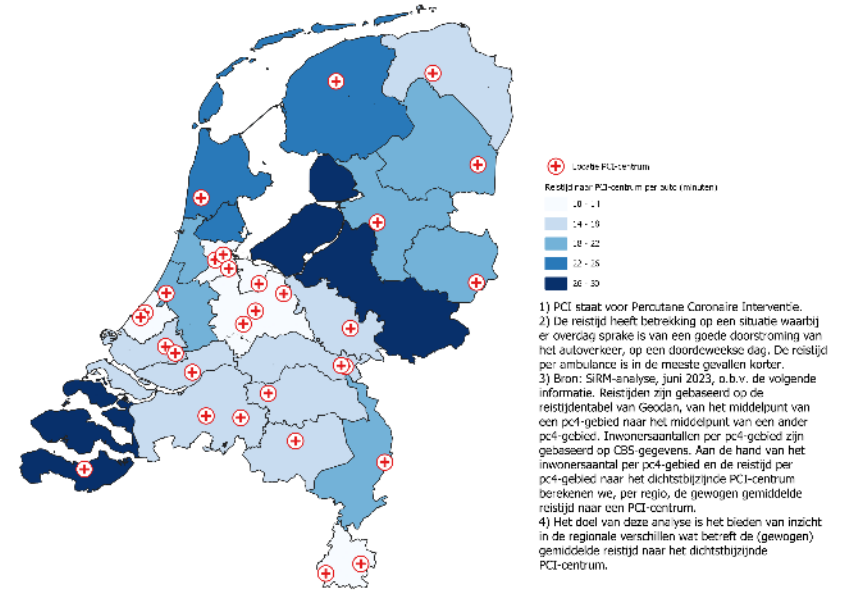 Locatie PCI-centrum
Reistijd naar PCI-centrum per auto (minuten)
10 - 14
14 - 18
18 - 22
22 - 26
26 - 30
1) PCI staat voor Percutane Coronaire Interventie.
2) De reistijd heeft betrekking op een situatie waarbij
er overdag sprake is van een goede doorstroming van
het autoverkeer, op een doordeweekse dag. De reistijd
per ambulance is in de meeste gevallen korter.
3) Bron: SiRM-analyse, juni 2023, o.b.v. de volgende
informatie. Reistijden zijn gebaseerd op de
reistijdentabel van Geodan, van het middelpunt van
een pc4-gebied naar het middelpunt van een ander
pc4-gebied. Inwonersaantallen per pc4-gebied zijn
gebaseerd op CBS-gegevens. Aan de hand van het
inwonersaantal per pc4-gebied en de reistijd per
pc4-gebied naar het dichtstbijzijnde PCI-centrum
berekenen we, per regio, de gewogen gemiddelde
reistijd naar een PCI-centrum.
4) Het doel van deze analyse is het bieden van inzicht
in de regionale verschillen wat betreft de (gewogen)
gemiddelde reistijd naar het dichtstbijzijnde
PCI-centrum.